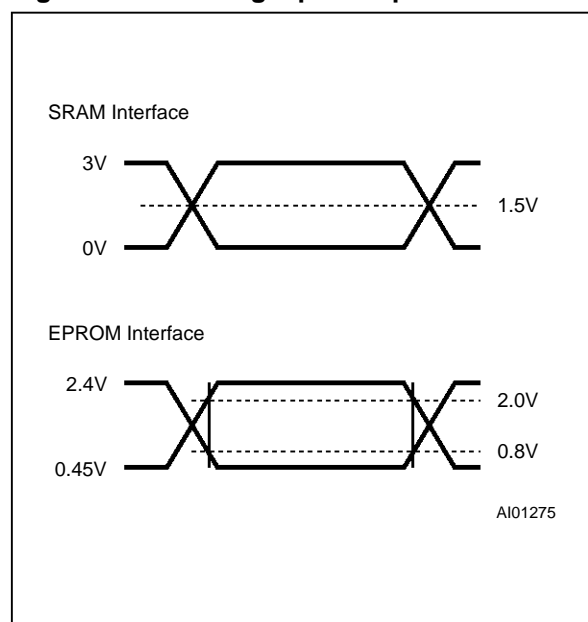 SRAM Interface
3V
1.5V
0V
EPROM Interface
2.4V
2.0V
0.8V
0.45V
AI01275